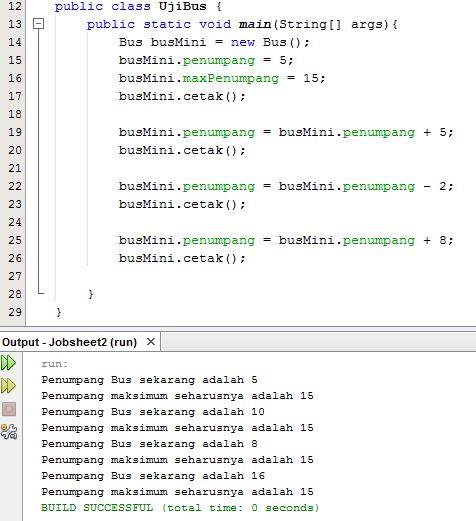 12 public class UjiBus {
13 public static void main(String[] args){
14 Bus busMini = new Bus();
15 busMini.penumpang = 5;
16 busMini.maxPenumpang = 15;
17 busMini.cetak();
18
19 busMini.penumpang = busMini.penumpang + 5;
20 busMini.cetak();
21
22 busMini.penumpang = busMini.penumpang - 2;
23 busMini.cetak();
24
25 busMini.penumpang = busMini.penumpang + 8;
26 busMini.cetak();
27
28 }
29 }
Output - Jobsheet2 (run) ×
run:
Penumpang Bus sekarang adalah 5
Penumpang maksimum seharusnya adalah 15
Penumpang Bus sekarang adalah 10
Penumpang maksimum seharusnya adalah 15
Penumpang Bus sekarang adalah 8
Penumpang maksimum seharusnya adalah 15
Penumpang Bus sekarang adalah 16
Penumpang maksimum seharusnya adalah 15
BUILD SUCCESSFUL (total time: 0 seconds)